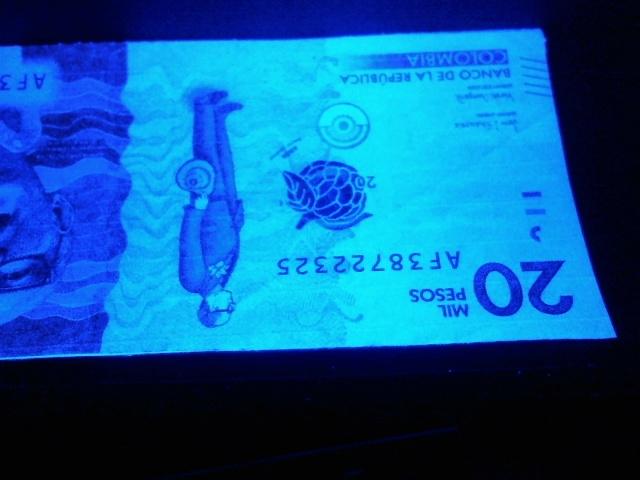 20 MIL
PESOS
AF38722325
20
BANCO DE LA REPÚBLICA
COLOMBIA
AF3